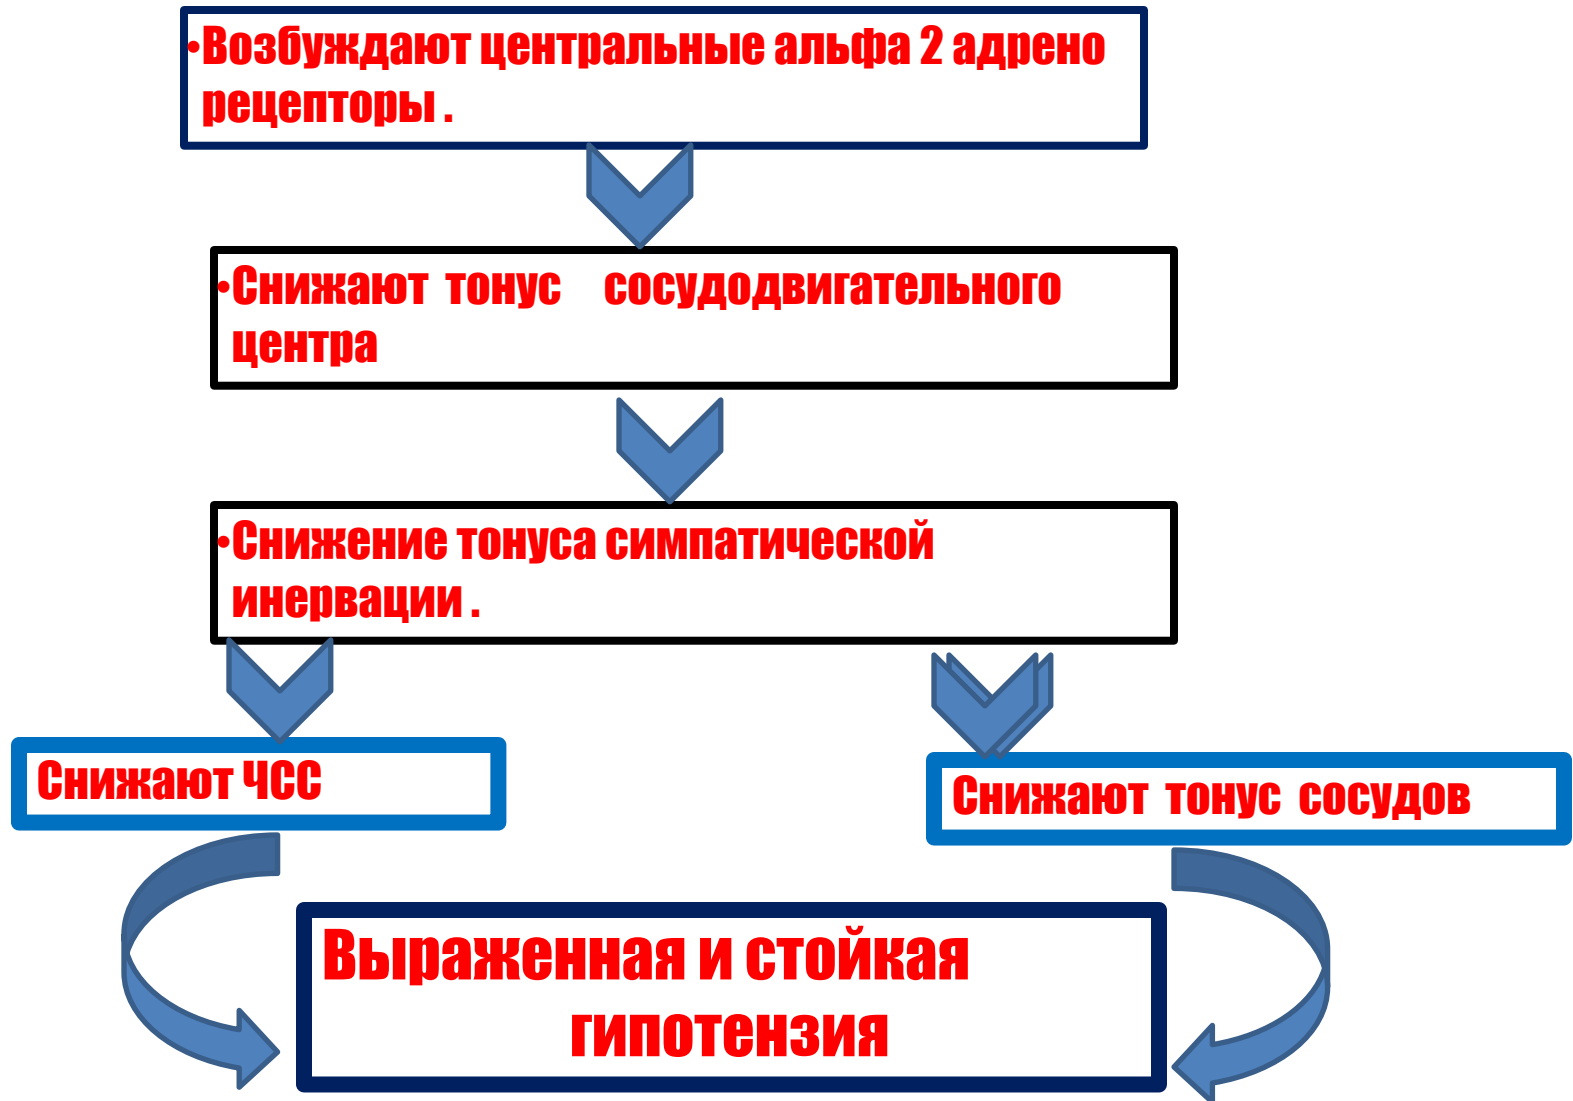 •Возбуждают центральные альфа 2 адрено
рецепторы .
•Снижают тонус сосудодвигательного
центра
•Снижение тонуса симпатической
инервации .
Снижают ЧСС
Снижают тонус сосудов
Выраженная и стойкая
гипотензия